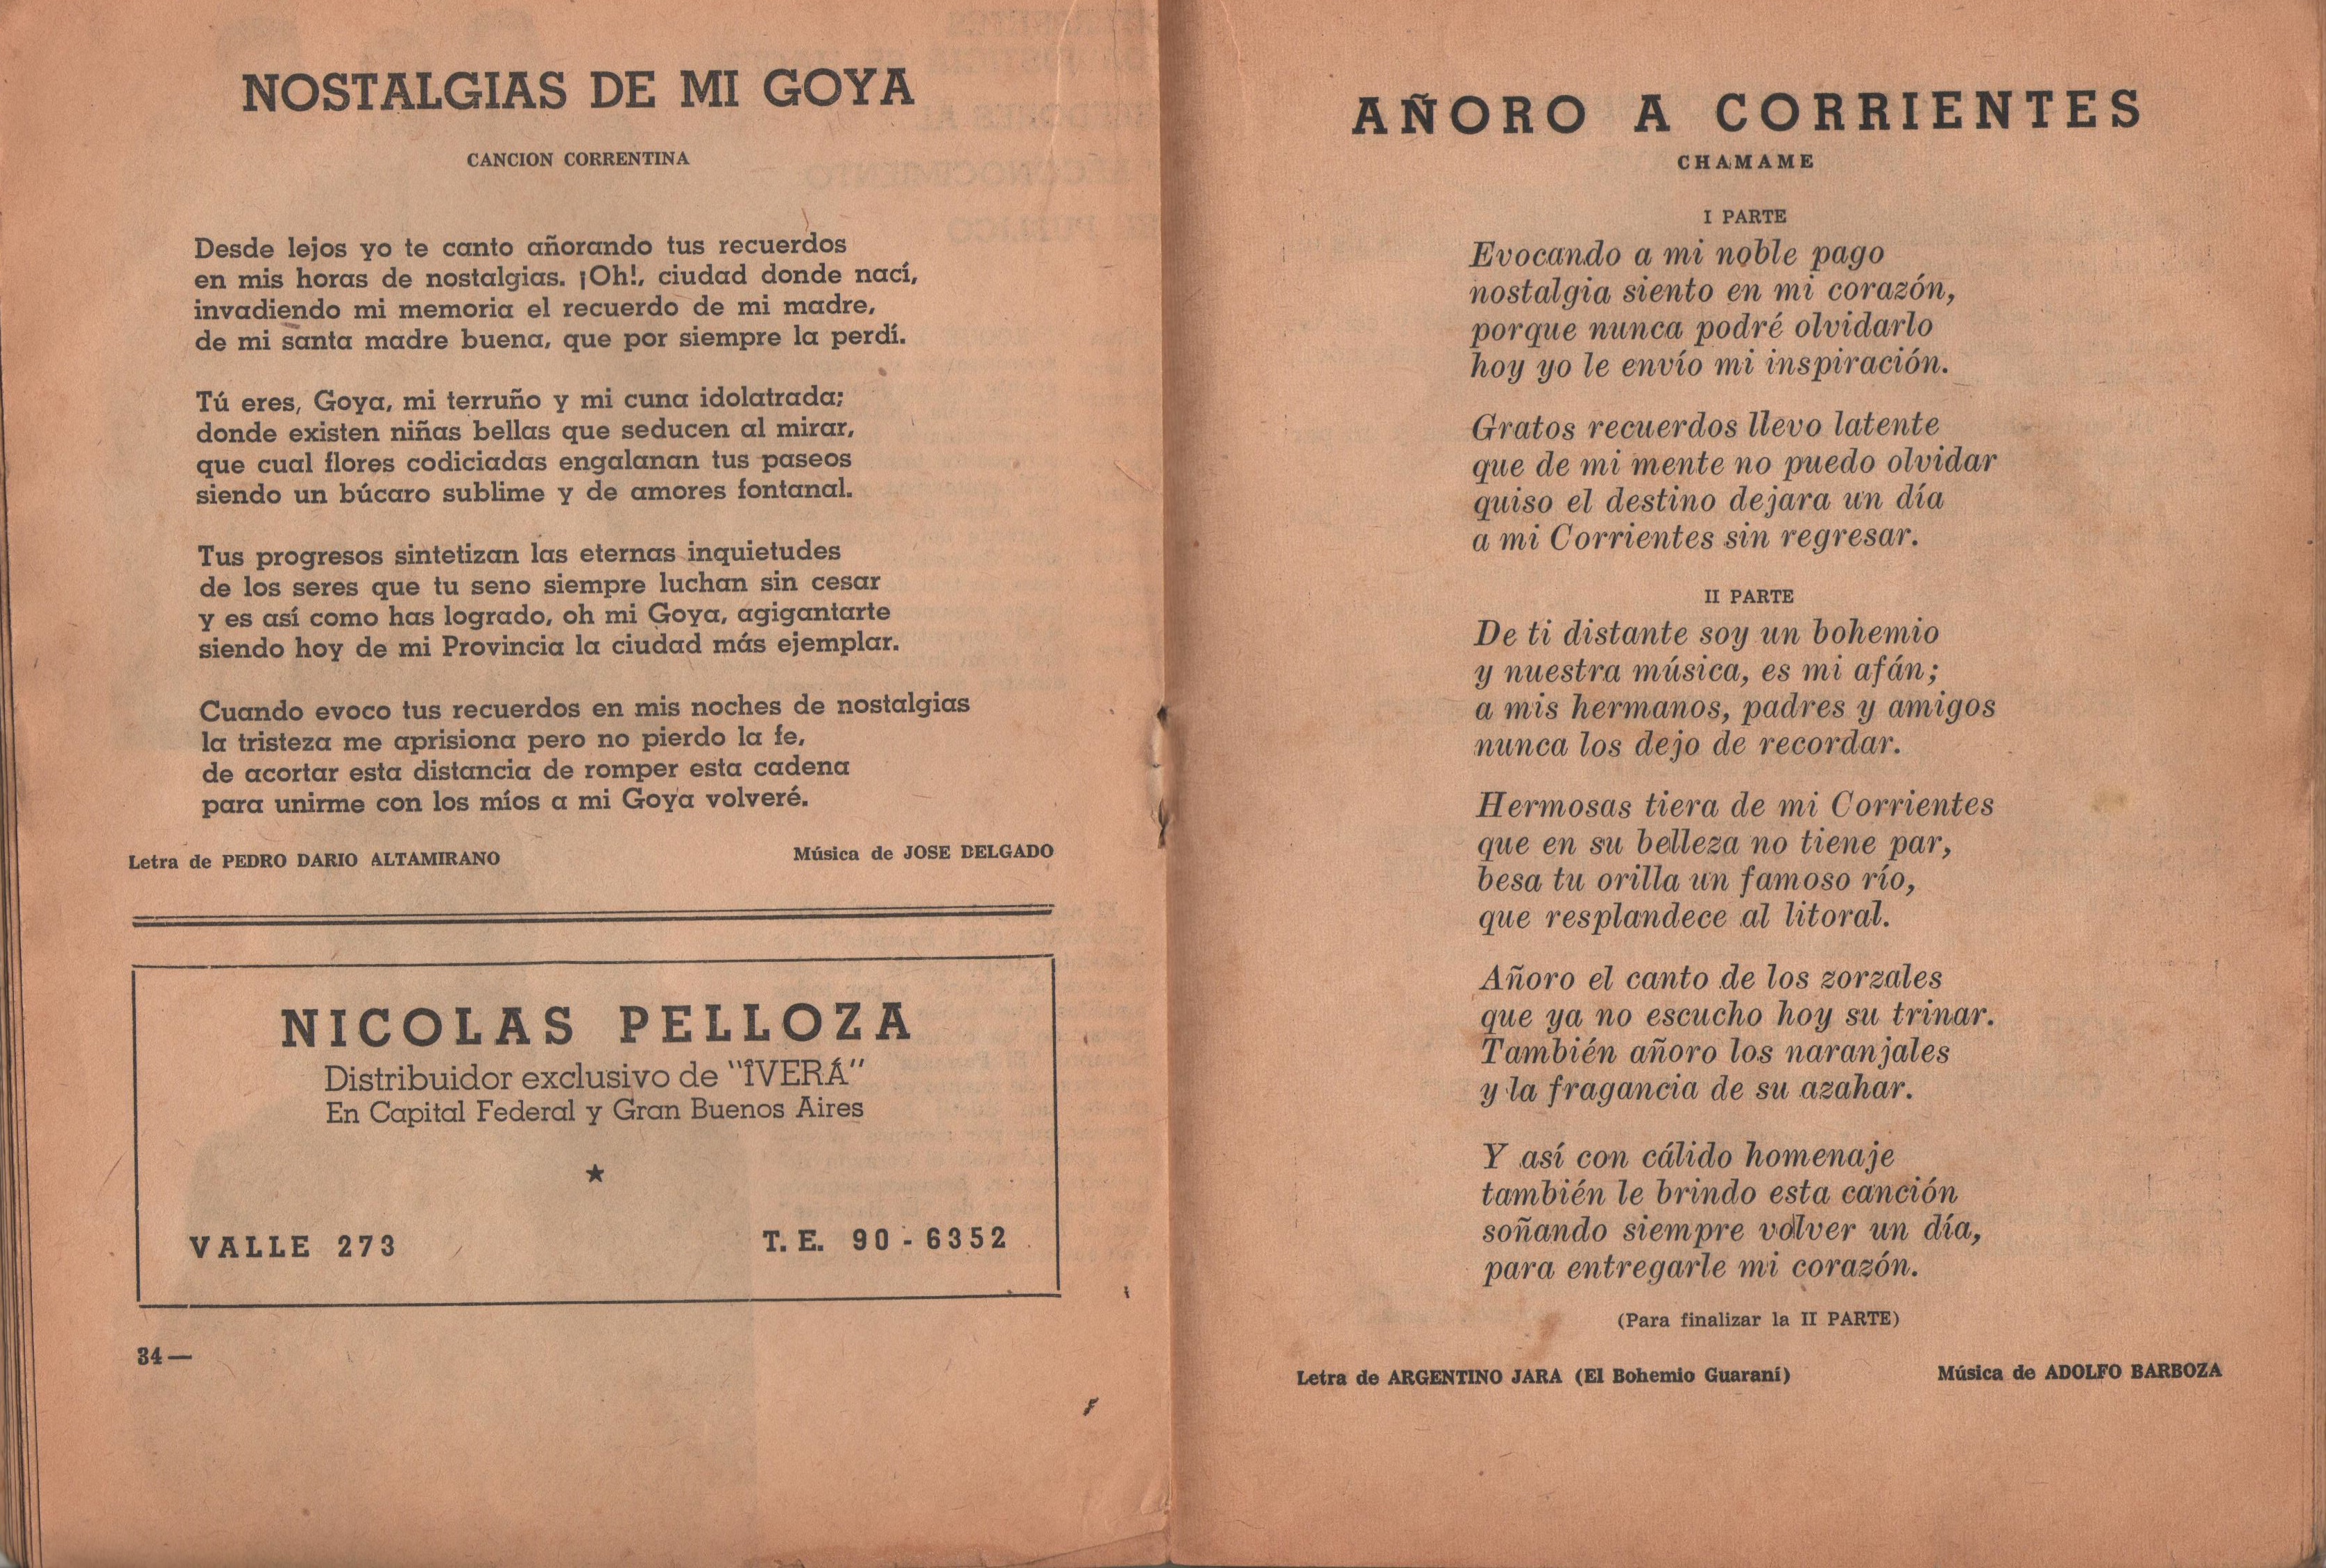 NOSTALGIAS DE MI GOYA
CANCION CORRENTINA
Desde lejos yo te canto añorando tus recuerdos
en mis horas de nostalgias. ¡Oh!, ciudad donde nací,
invadiendo mi memoria el recuerdo de mi madre,
de mi santa madre buena, que por siempre la perdí.
Tú eres, Goya, mi terruño y mi cuna idolatrada;
donde existen niñas bellas que seducen al mirar,
que cual flores codiciadas engalanan tus paseos
siendo un búcaro sublime y de amores fontanal.
Tus progresos sintetizan las eternas inquietudes
de los seres que tu seno siempre luchan sin cesar
y es así como has logrado, oh mi Goya, agigantarte
siendo hoy de mi Provincia la ciudad más ejemplar.
Cuando evoco tus recuerdos en mis noches de nostalgias
la tristeza me aprisiona pero no pierdo la fe,
de acortar esta distancia de romper esta cadena
para unirme con los míos a mi Goya volveré.
Letra de PEDRO DARIO ALTAMIRANO Música de JOSE DELGADO
NICOLAS PELLOZA
Distribuidor exclusivo de "ÎVERÁ"
En Capital Federal y Gran Buenos Aires
★
VALLE 273 T. E. 90 - 6352
34 —
AÑORO A CORRIENTES
CHAMAME
I PARTE
Evocando a mi noble pago
nostalgia siento en mi corazón,
porque nunca podré olvidarlo
hoy yo le envío mi inspiración.
Gratos recuerdos llevo latente
que de mi mente no puedo olvidar
quiso el destino dejara un día
a mi Corrientes sin regresar.
II PARTE
De ti distante soy un bohemio
y nuestra música, es mi afán;
a mis hermanos, padres y amigos
nunca los dejo de recordar.
Hermosas tiera de mi Corrientes
que en su belleza no tiene par,
besa tu orilla un famoso río,
que resplandece al litoral.
Añoro el canto de los zorzales
que ya no escucho hoy su trinar.
También añoro los naranjales
y la fragancia de su azahar.
Y así con cálido homenaje
también le brindo esta canción
soñando siempre volver un día,
para entregarle mi corazón.
(Para finalizar la II PARTE)
Letra de ARGENTINO JARA (El Bohemio Guaraní) Música de ADOLFO BARBOZA